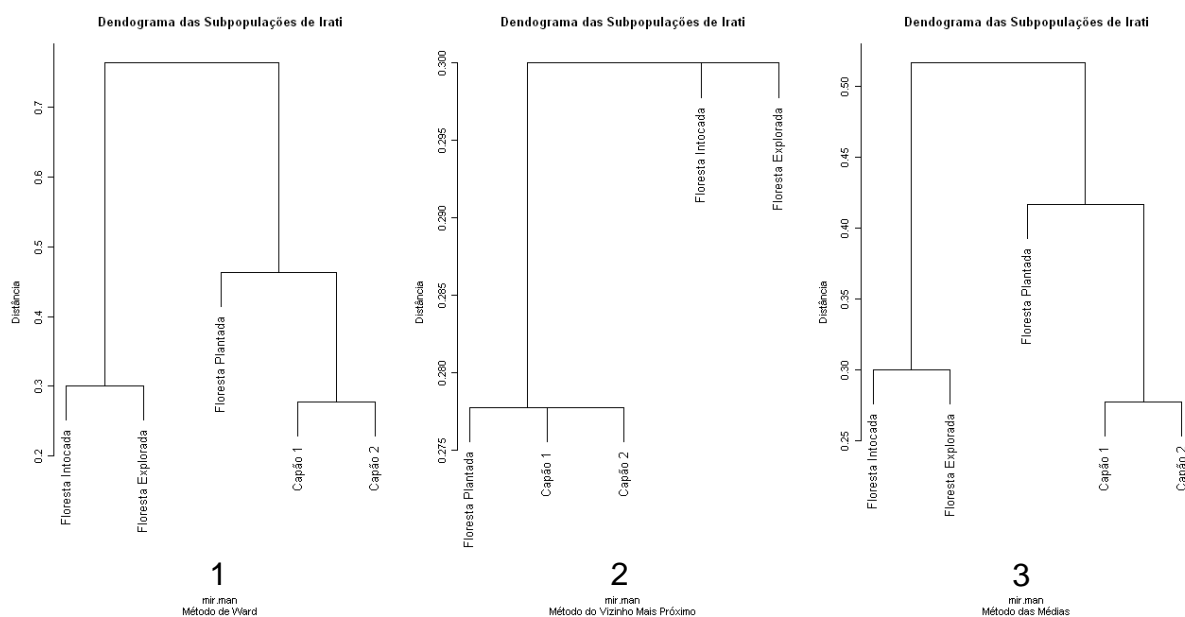 Dendograma das Subpopulações de Irati
Distância
0.2
0.3
0.4
0.5
0.6
0.7
Floresta Intocada
Floresta Explorada
Floresta Plantada
Capão 1
Capão 2
1
mir.man
Método de Ward
Dendograma das Subpopulações de Irati
Distância
0.275
0.280
0.285
0.290
0.295
0.300
Floresta Plantada
Capão 1
Capão 2
Floresta Intocada
Floresta Explorada
2
mir.man
Método do Vizinho Mais Próximo
Dendograma das Subpopulações de Irati
Distância
0.25
0.30
0.35
0.40
0.45
0.50
Floresta Intocada
Floresta Explorada
Floresta Plantada
Capão 1
Capão 2
3
mir.man
Método das Médias